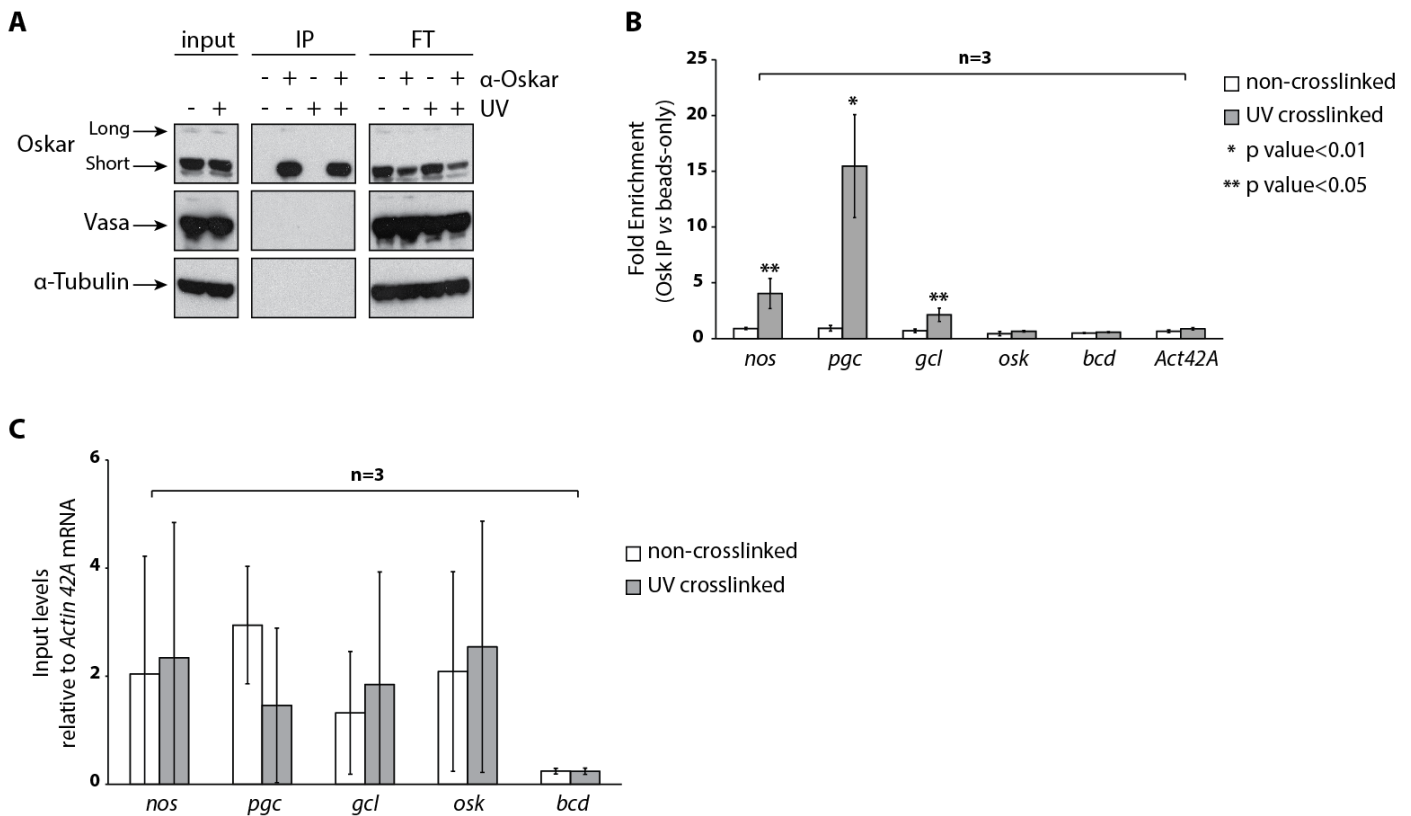 A
input IP FT
- + - + - + - + α-Oskar
- + - - + + - - + + UV
Oskar
Long
Short
Vasa
α-Tubulin
B
Fold Enrichment
(Osk IP vs beads-only)
25
20
15
10
5
0
n=3
**
*
**
nos pgc gcl osk bcd Act42A
non-crosslinked
UV crosslinked
* p value<0.01
** p value<0.05
C
Input levels
relative to Actin 42A mRNA
6
4
2
0
n=3
nos pgc gcl osk bcd
non-crosslinked
UV crosslinked